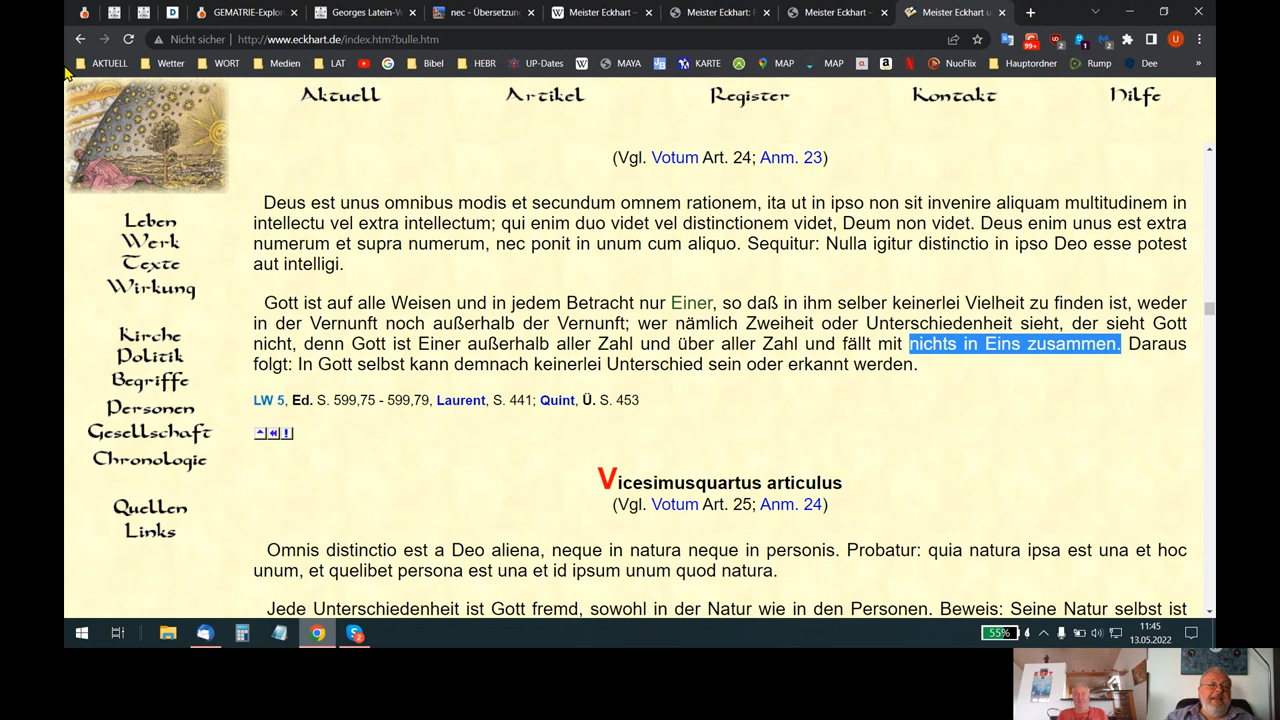 GEMATRIE-Explor
Georges Latein-W
nec - Übersetzun
Meister Eckhart –
Meister Eckhart: F
Meister Eckhart –
Meister Eckhart u
Nicht sicher | http://www.eckhart.de/index.htm?bulle.htm
99+ 2 1 2 U
AKTUELL Wetter WORT Medien LAT Bibel HEBR UP-Dates MAYA KARTE MAP MAP NuoFlix Hauptordner Rump Dee »
Aktuell Artikel Register Kontakt Hilfe
Leben
Werk
Texte
Wirkung
Kirche
Politik
Begriffe
Personen
Gesellschaft
Chronologie
Quellen
Links
(Vgl. Votum Art. 24; Anm. 23)
Deus est unus omnibus modis et secundum omnem rationem, ita ut in ipso non sit invenire aliquam multitudinem in
intellectu vel extra intellectum; qui enim duo videt vel distinctionem videt, Deum non videt. Deus enim unus est extra
numerum et supra numerum, nec ponit in unum cum aliquo. Sequitur: Nulla igitur distinctio in ipso Deo esse potest
aut intelligi.
Gott ist auf alle Weisen und in jedem Betracht nur Einer, so daß in ihm selber keinerlei Vielheit zu finden ist, weder
in der Vernunft noch außerhalb der Vernunft; wer nämlich Zweiheit oder Unterschiedenheit sieht, der sieht Gott
nicht, denn Gott ist Einer außerhalb aller Zahl und über aller Zahl und fällt mit nichts in Eins zusammen. Daraus
folgt: In Gott selbst kann demnach keinerlei Unterschied sein oder erkannt werden.
LW 5, Ed. S. 599,75 - 599,79, Laurent, S. 441; Quint, Ü. S. 453
Vicesimusquartus articulus
(Vgl. Votum Art. 25; Anm. 24)
Omnis distinctio est a Deo aliena, neque in natura neque in personis. Probatur: quia natura ipsa est una et hoc
unum, et quelibet persona est una et id ipsum unum quod natura.
Jede Unterschiedenheit ist Gott fremd, sowohl in der Natur wie in den Personen. Beweis: Seine Natur selbst ist
55%
11:45
13.05.2022